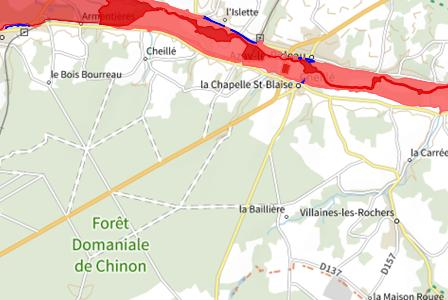 l'Islette
Armentières
Cheillé
le Bois Bourreau
la Chapelle St-Blaise
la Carrée
la Baillière
Villaines-les-Rochers
Forêt
Domaniale
de Chinon
D137
D157
la Maison Rouge